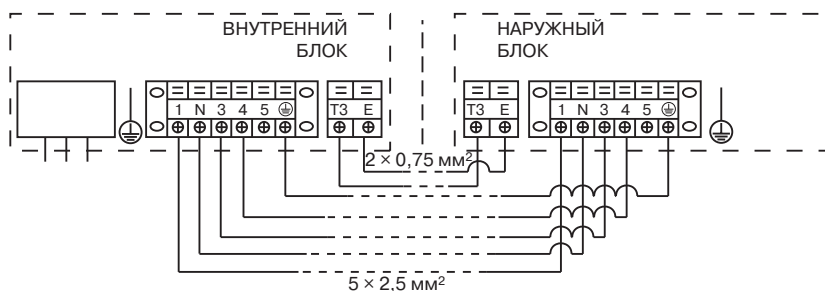 ВНУТРЕННИЙ
БЛОК
НАРУЖНЫЙ
БЛОК
1 N 3 4 5
T3 E
T3 E
1 N 3 4 5
2 × 0,75 мм²
5 × 2,5 мм²